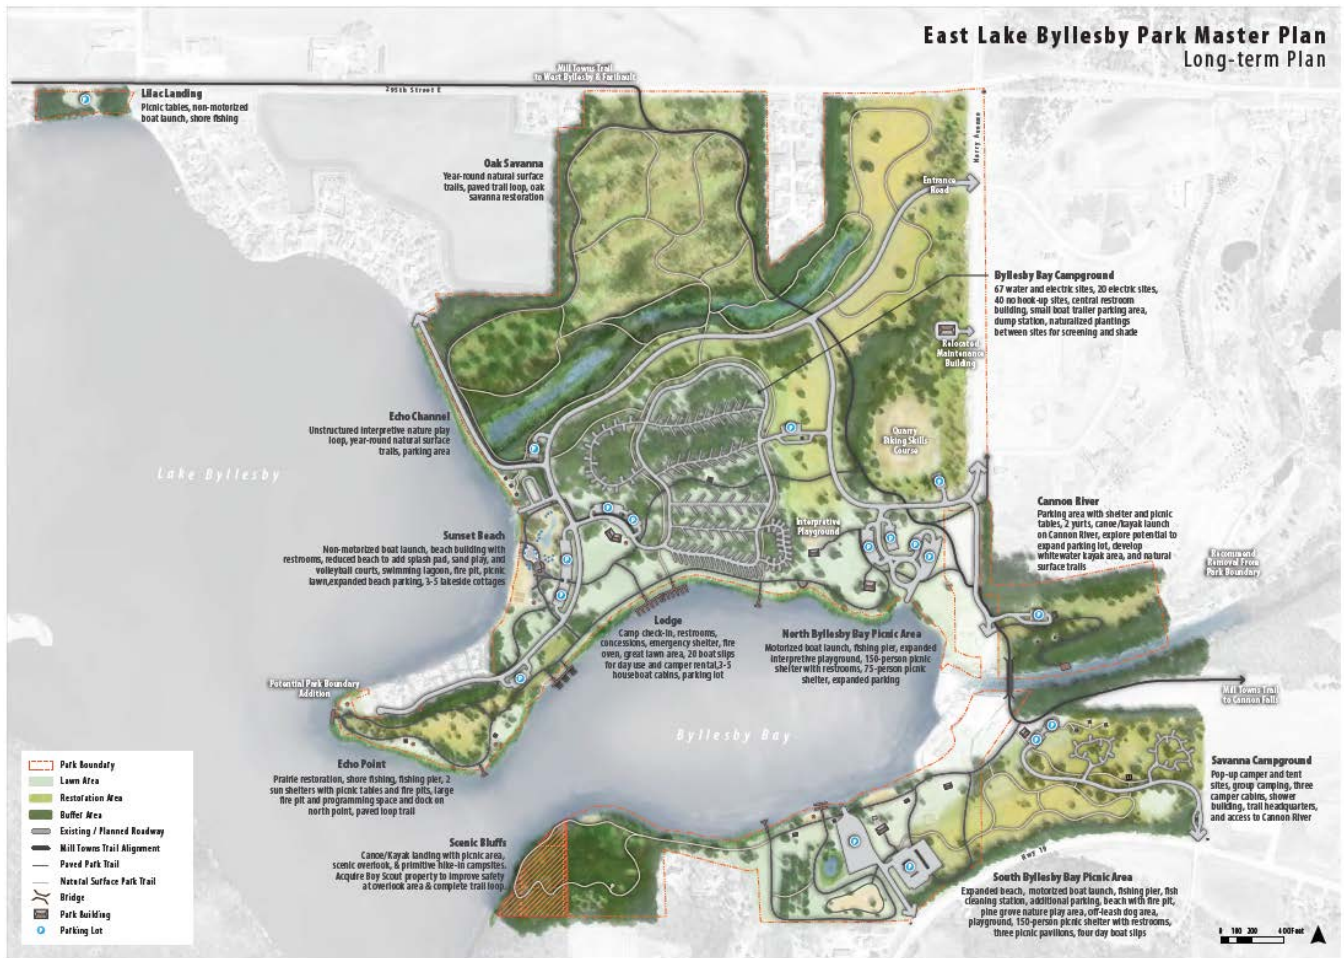 East Lake Byllesby Park Master Plan
Long-term Plan
Mill Towns Trail
to West Byllesby & Faribault
295th Street E
Lilac Landing
Picnic tables, non-motorized
boat launch, shore fishing
Oak Savanna
Year-round natural surface
trails, paved trail loop, oak
savanna restoration
Harry Avenue
Entrance
Road
Byllesby Bay Campground
67 water and electric sites, 20 electric sites,
40 no hook-up sites, central restroom
building, small boat trailer parking area,
dump station, naturalized plantings
between sites for screening and shade
Relocated
Maintenance
Building
Echo Channel
Unstructured interpretive nature play
loop, year-round natural surface
trails, parking area
Quarry
Biking Skills
Course
Lake Byllesby
Cannon River
Parking area with shelter and picnic
tables, 2 yurts, canoe/kayak launch
on Cannon River, explore potential to
expand parking lot, develop
whitewater kayak area, and natural
surface trails
Interpretive
Playground
Sunset Beach
Non-motorized boat launch, beach building with
restrooms, reduced beach to add splash pad, sand play, and
volleyball courts, swimming lagoon, fire pit, picnic
lawn,expanded beach parking, 3-5 lakeside cottages
Recommend
Removal From
Park Boundary
Lodge
Camp check-in, restrooms,
concessions, emergency shelter, fire
oven, great lawn area, 20 boat slips
for day use and camper rental,3-5
houseboat cabins, parking lot
North Byllesby Bay Picnic Area
Motorized boat launch, fishing pier, expanded
interpretive playground, 150-person picnic
shelter with restrooms, 75-person picnic
shelter, expanded parking
Potential Park Boundary
Addition
Mill Towns Trail
to Cannon Falls
Byllesby Bay
Echo Point
Prairie restoration, shore fishing, fishing pier, 2
sun shelters with picnic tables and fire pits, large
fire pit and programming space and dock on
north point, paved loop trail
Savanna Campground
Pop-up camper and tent
sites, group camping, three
camper cabins, shower
building, trail headquarters,
and access to Cannon River
Scenic Bluffs
Canoe/Kayak landing with picnic area,
scenic overlook, & primitive hike-in campsites.
Acquire Boy Scout property to improve safety
at overlook area & complete trail loop.
Hwy 19
South Byllesby Bay Picnic Area
Expanded beach, motorized boat launch, fishing pier, fish
cleaning station, additional parking, beach with fire pit,
pine grove nature play area, off-leash dog area,
playground, 150-person picnic shelter with restrooms,
three picnic pavilions, four day boat slips
Park Boundary
Lawn Area
Restoration Area
Buffer Area
Existing / Planned Roadway
Mill Towns Trail Alignment
Paved Park Trail
Natural Surface Park Trail
Bridge
Park Building
P Parking Lot
0 100 200 400 Feet